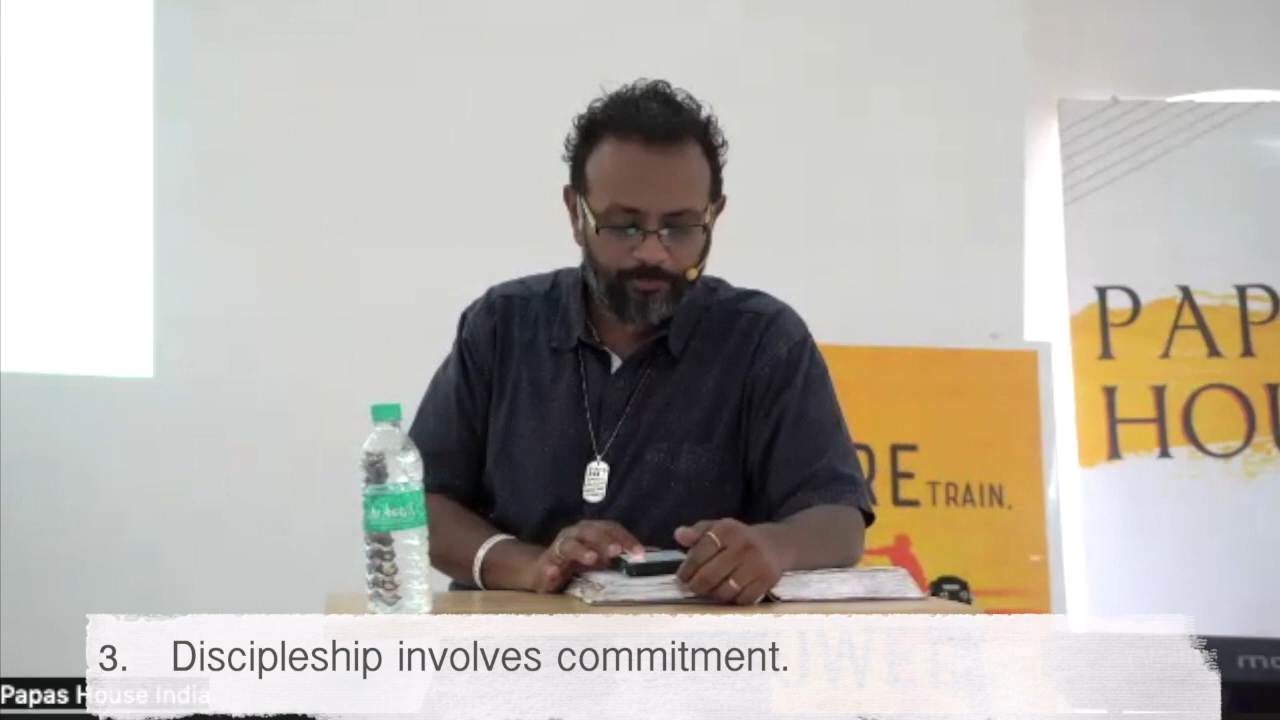 PAP
HOU
RE TRAIN.
3. Discipleship involves commitment.
Papas House India